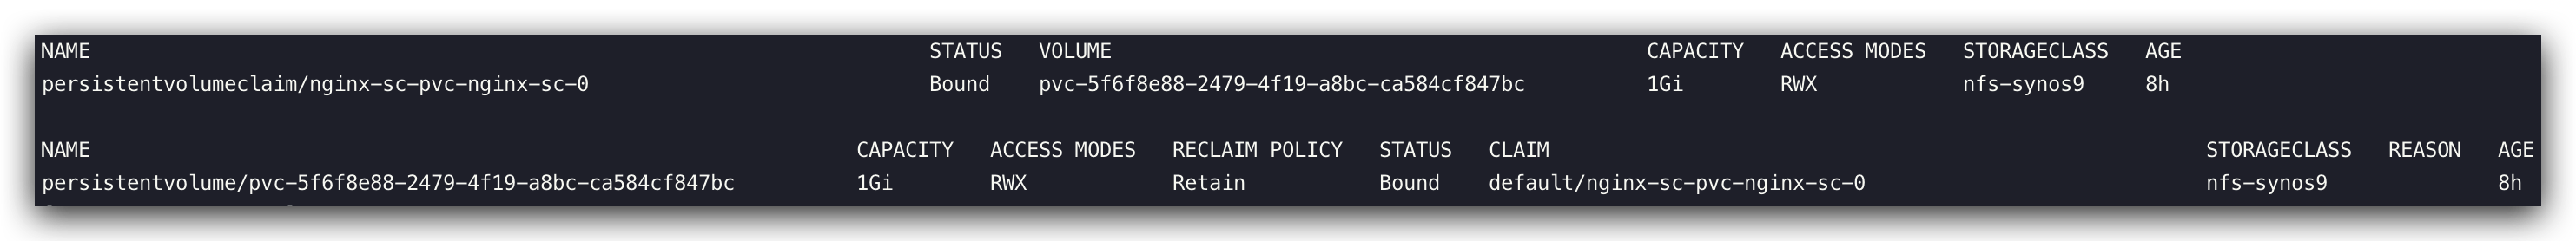 NAME STATUS VOLUME CAPACITY ACCESS MODES STORAGECLASS AGE
persistentvolumeclaim/nginx-sc-pvc-nginx-sc-0 Bound pvc-5f6f8e88-2479-4f19-a8bc-ca584cf847bc 1Gi RWX nfs-synos9 8h
NAME CAPACITY ACCESS MODES RECLAIM POLICY STATUS CLAIM STORAGECLASS REASON AGE
persistentvolume/pvc-5f6f8e88-2479-4f19-a8bc-ca584cf847bc 1Gi RWX Retain Bound default/nginx-sc-pvc-nginx-sc-0 nfs-synos9 8h